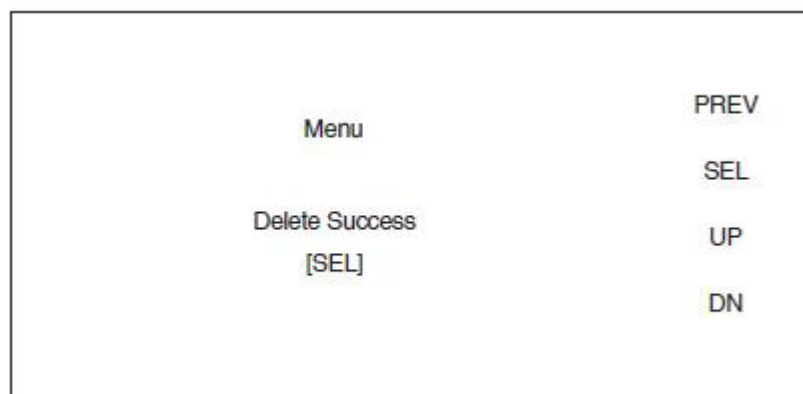 Menu
Delete Success
[SEL]
PREV
SEL
UP
DN